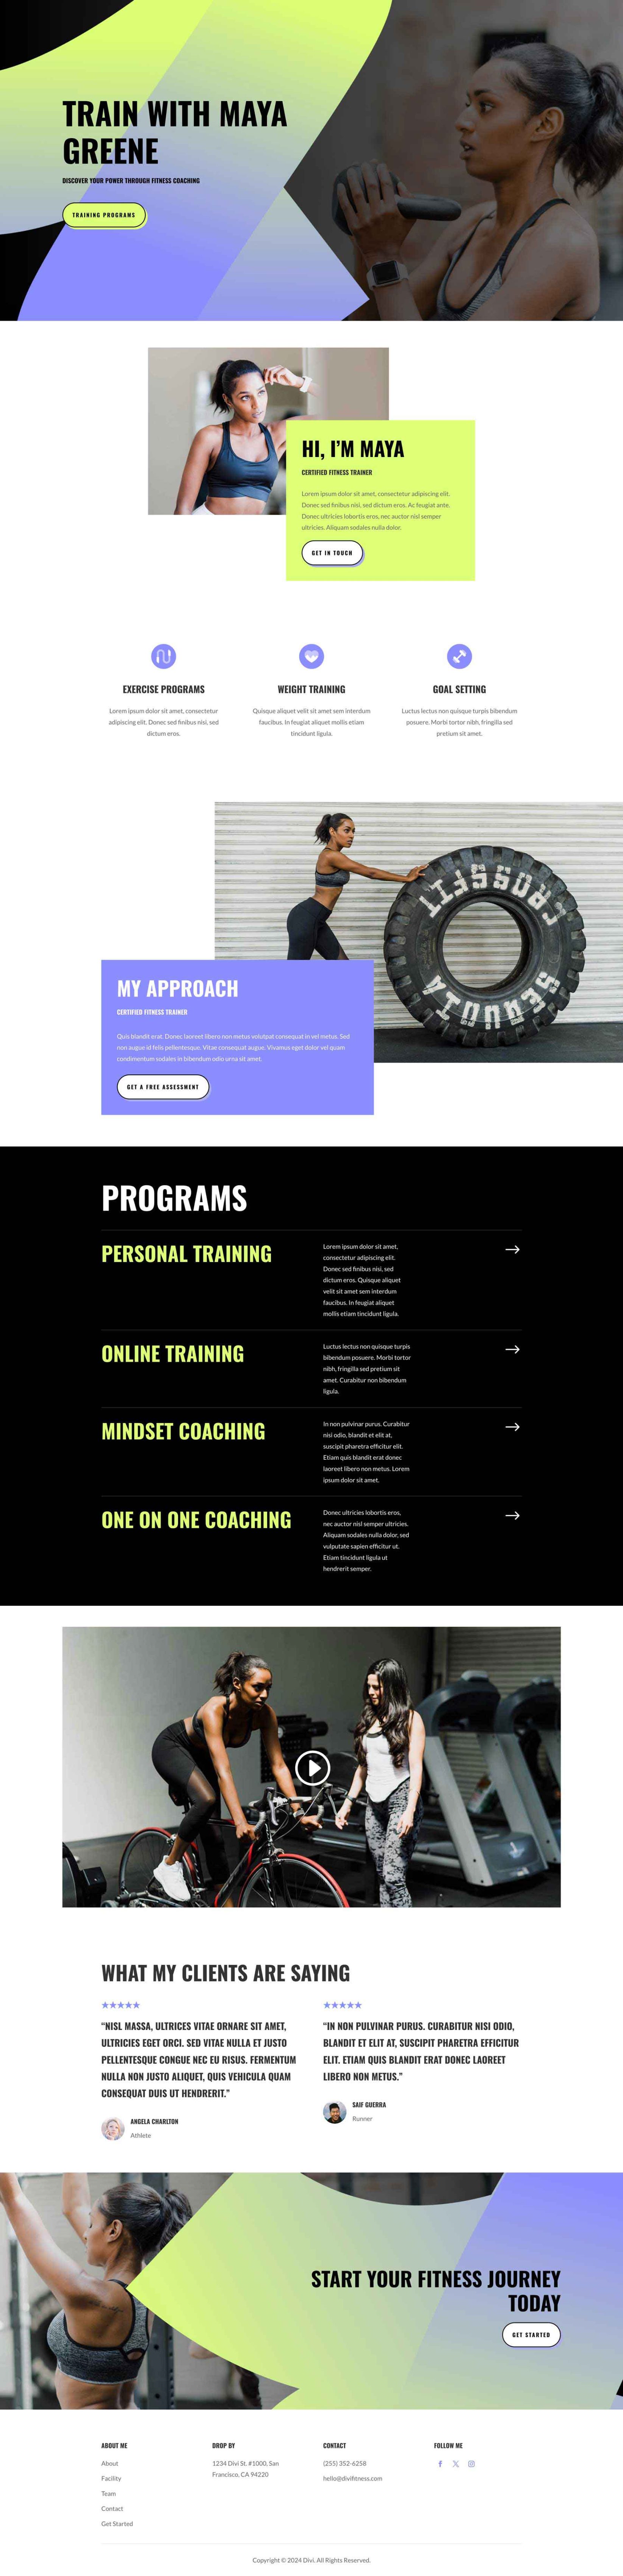 TRAIN WITH MAYA
GREENE
DISCOVER YOUR POWER THROUGH FITNESS COACHING
TRAINING PROGRAMS
HI, I’M MAYA
CERTIFIED FITNESS TRAINER
Lorem ipsum dolor sit amet, consectetur adipiscing elit.
Donec sed finibus nisi, sed dictum eros. Ac feugiat ante,
Donec ultricies lobortis eros, nec auctor nisl semper
ultricies. Aliquam sodales nulla dolor.
GET IN TOUCH
EXERCISE PROGRAMS
Lorem ipsum dolor sit amet, consectetur
adipiscing elit. Donec sed finibus nisi, sed
dictum eros.
WEIGHT TRAINING
Quisque aliquet velit sit amet sem interdum
faucibus. In feugiat aliquet mollis etiam
tincidunt ligula.
GOAL SETTING
Luctus lectus non quisque turpis bibendum
posuere. Morbi tortor nibh, fringilla sed
pretium sit amet.
CROSSFIT
MY APPROACH
CERTIFIED FITNESS TRAINER
Quis blandit erat. Donec laoreet libero non metus volutpat consequat in vel metus. Sed
non augue id felis pellentesque. Vitae consequat augue. Vivamus eget dolor vel quam
condimentum sodales in bibendum odio urna sit amet.
GET A FREE ASSESSMENT
PROGRAMS
PERSONAL TRAINING
Lorem ipsum dolor sit amet,
consectetur adipiscing elit.
Donec sed finibus nisi, sed
dictum eros. Quisque aliquet
velit sit amet sem interdum
faucibus. In feugiat aliquet
mollis etiam tincidunt ligula.
ONLINE TRAINING
Luctus lectus non quisque turpis
bibendum posuere. Morbi tortor
nibh, fringilla sed pretium sit
amet. Curabitur non bibendum
ligula.
MINDSET COACHING
In non pulvinar purus. Curabitur
nisi odio, blandit et elit at,
suscipit pharetra efficitur elit.
Etiam quis blandit erat donec
laoreet libero non metus. Lorem
ipsum dolor sit amet.
ONE ON ONE COACHING
Donec ultricies lobortis eros,
nec auctor nisl semper ultricies.
Aliquam sodales nulla dolor, sed
vulputate sapien efficitur ut.
Etiam tincidunt ligula ut
hendrerit semper.
WHAT MY CLIENTS ARE SAYING
“NISL MASSA, ULTRICES VITAE ORNARE SIT AMET,
ULTRICIES EGET ORCI. SED VITAE NULLA ET JUSTO
PELLENTESQUE CONGUE NEC EU RISUS. FERMENTUM
NULLA NON JUSTO ALIQUET, QUIS VEHICULA QUAM
CONSEQUAT DUIS UT HENDRERIT.”
ANGELA CHARLTON
Athlete
“IN NON PULVINAR PURUS. CURABITUR NISI ODIO,
BLANDIT ET ELIT AT, SUSCIPIT PHARETRA EFFICITUR
ELIT. ETIAM QUIS BLANDIT ERAT DONEC LAOREET
LIBERO NON METUS.”
SAIF GUERRA
Runner
START YOUR FITNESS JOURNEY
TODAY
GET STARTED
ABOUT ME
About
Facility
Team
Contact
Get Started
DROP BY
1234 Divi St. #1000, San
Francisco, CA 94220
CONTACT
(255) 352-6258
hello@divifitness.com
FOLLOW ME
Copyright © 2024 Divi. All Rights Reserved.